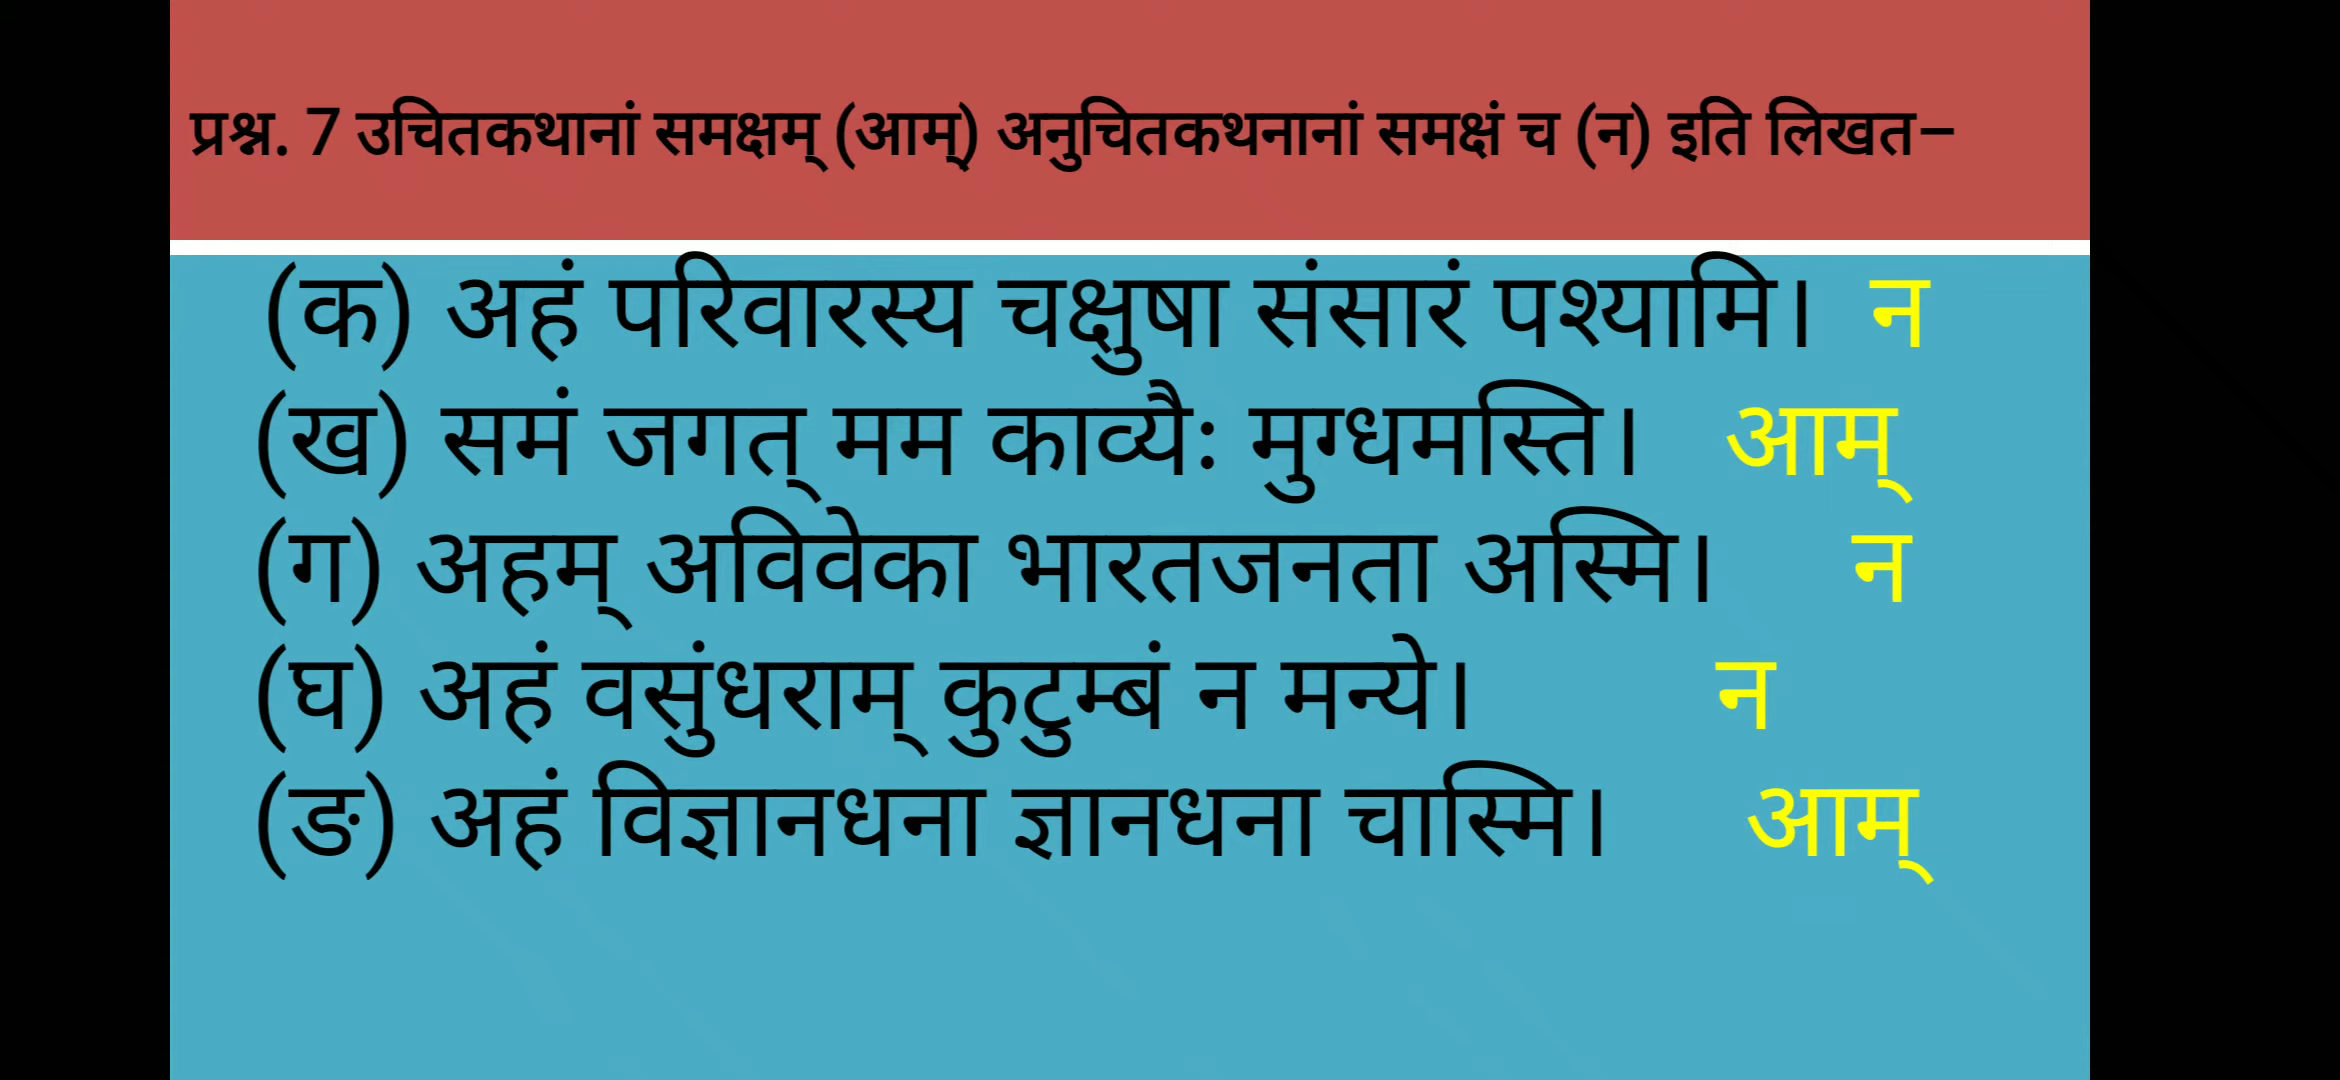 प्रश्न. 7 उचितकथानां समक्षम् (आम्) अनुचितकथनानां समक्षं च (न) इति लिखत–
(क) अहं परिवारस्य चक्षुषा संसारं पश्यामि। न
(ख) समं जगत् मम काव्यैः मुग्धमस्ति। आम्
(ग) अहम् अविवेका भारतजनता अस्मि। न
(घ) अहं वसुंधराम् कुटुम्बं न मन्ये। न
(ङ) अहं विज्ञानधना ज्ञानधना चास्मि। आम्